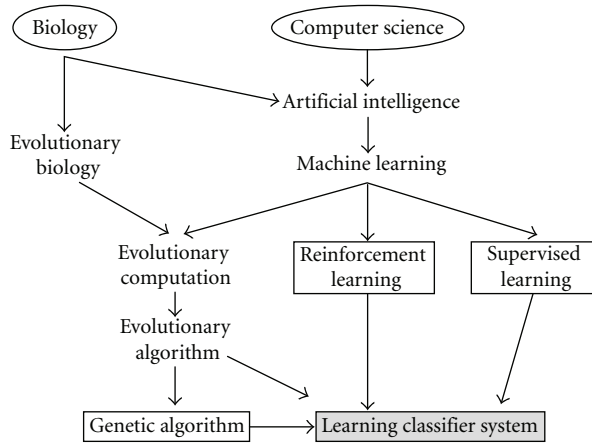 Biology
Computer science
Artificial intelligence
Evolutionary
biology
Machine learning
Evolutionary
computation
Reinforcement
learning
Supervised
learning
Evolutionary
algorithm
Genetic algorithm
Learning classifier system